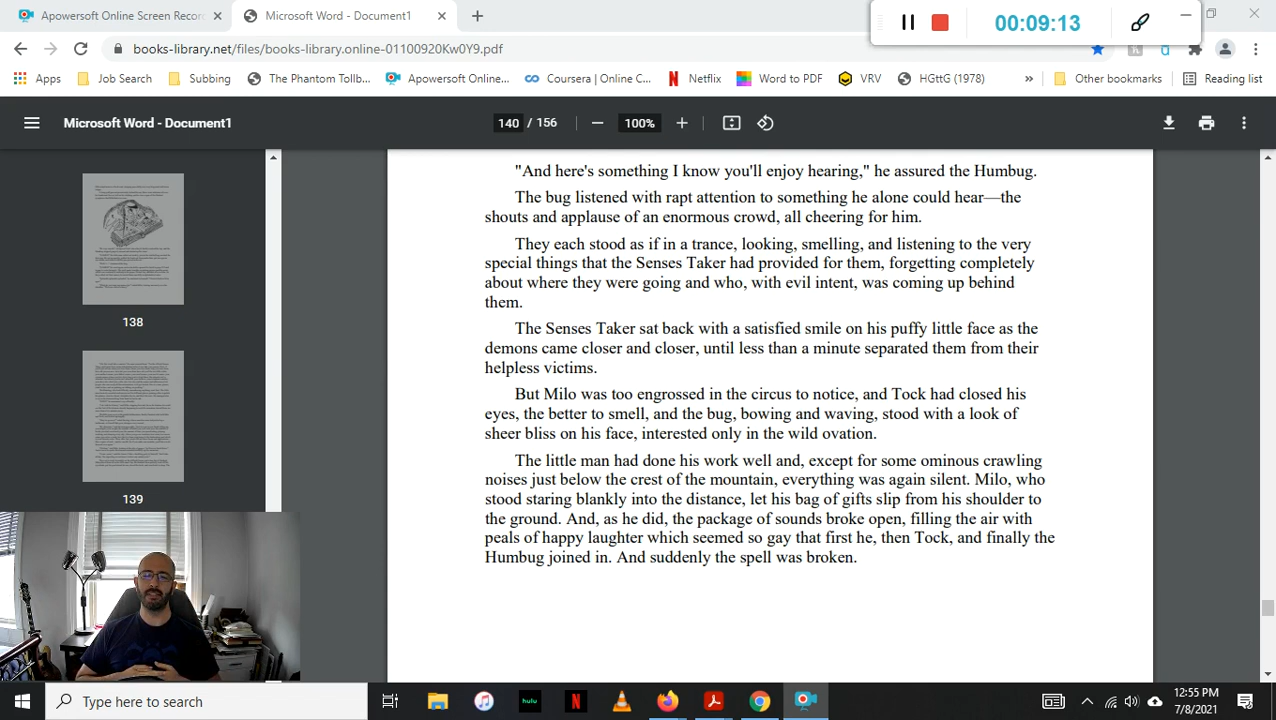 Apowersoft Online Screen Recor
Microsoft Word - Document1
00:09:13
books-library.net/files/books-library.online-01100920Kw0Y9.pdf
Apps
Job Search
Subbing
The Phantom Tollb...
Apowersoft Online...
Coursera | Online C...
Netflix
Word to PDF
VRV
HGttG (1978)
»
Other bookmarks
Reading list
Microsoft Word - Document1
140 / 156
100%
138
139
"And here's something I know you'll enjoy hearing," he assured the Humbug.
The bug listened with rapt attention to something he alone could hear—the
shouts and applause of an enormous crowd, all cheering for him.
They each stood as if in a trance, looking, smelling, and listening to the very
special things that the Senses Taker had provided for them, forgetting completely
about where they were going and who, with evil intent, was coming up behind
them.
The Senses Taker sat back with a satisfied smile on his puffy little face as the
demons came closer and closer, until less than a minute separated them from their
helpless victims.
But Milo was too engrossed in the circus to notice, and Tock had closed his
eyes, the better to smell, and the bug, bowing and waving, stood with a look of
sheer bliss on his face, interested only in the wild ovation.
The little man had done his work well and, except for some ominous crawling
noises just below the crest of the mountain, everything was again silent. Milo, who
stood staring blankly into the distance, let his bag of gifts slip from his shoulder to
the ground. And, as he did, the package of sounds broke open, filling the air with
peals of happy laughter which seemed so gay that first he, then Tock, and finally the
Humbug joined in. And suddenly the spell was broken.
Type here to search
hulu
12:55 PM
7/8/2021